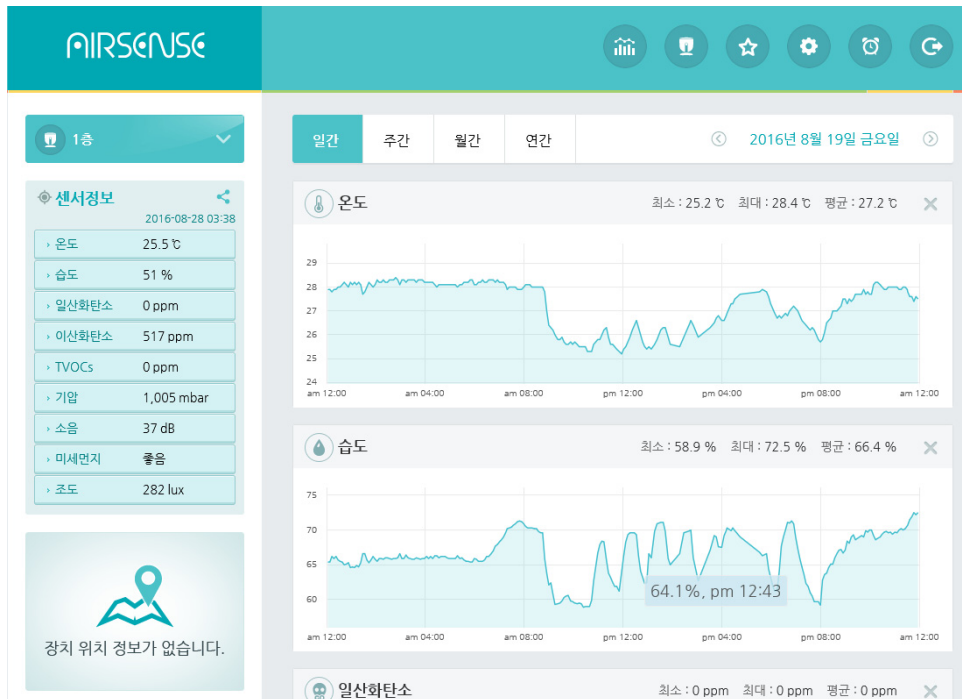 AIRSENSE
1층
일간 주간 월간 연간
2016년 8월 19일 금요일
센서정보
2016-08-28 03:38
온도 25.5 ℃
습도 51 %
일산화탄소 0 ppm
이산화탄소 517 ppm
TVOCs 0 ppm
기압 1,005 mbar
소음 37 dB
미세먼지 좋음
조도 282 lux
장치 위치 정보가 없습니다.
온도 최소 : 25.2 ℃ 최대 : 28.4 ℃ 평균 : 27.2 ℃
29
28
27
26
25
24
am 12:00 am 04:00 am 08:00 pm 12:00 pm 04:00 pm 08:00 am 12:00
습도 최소 : 58.9 % 최대 : 72.5 % 평균 : 66.4 %
75
70
65
60
64.1%, pm 12:43
am 12:00 am 04:00 am 08:00 pm 12:00 pm 04:00 pm 08:00 am 12:00
일산화탄소 최소 : 0 ppm 최대 : 0 ppm 평균 : 0 ppm